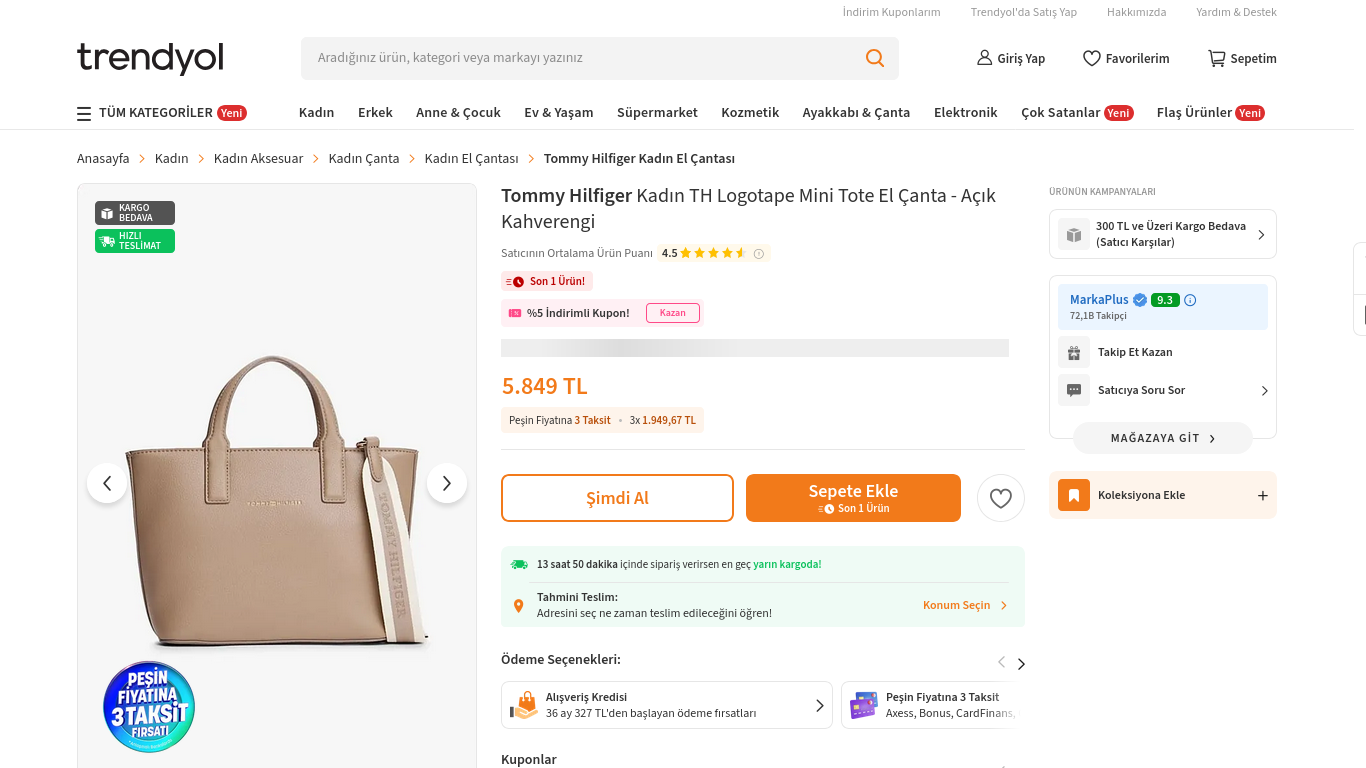 İndirim Kuponlarım
Trendyol'da Satış Yap
Hakkımızda
Yardım & Destek
trendyol
Aradığınız ürün, kategori veya markayı yazınız
Giriş Yap
Favorilerim
Sepetim
TÜM KATEGORİLER Yeni
Kadın
Erkek
Anne & Çocuk
Ev & Yaşam
Süpermarket
Kozmetik
Ayakkabı & Çanta
Elektronik
Çok Satanlar Yeni
Flaş Ürünler Yeni
Anasayfa
Kadın
Kadın Aksesuar
Kadın Çanta
Kadın El Çantası
Tommy Hilfiger Kadın El Çantası
KARGO
BEDAVA
HIZLI
TESLİMAT
TOMMY HILFIGER
TOMMY HILFIGER
PEŞİN
FİYATINA
3 TAKSİT
FIRSATI
Tommy Hilfiger Kadın TH Logotape Mini Tote El Çanta - Açık
Kahverengi
Satıcının Ortalama Ürün Puanı 4.5
Son 1 Ürün!
%5 İndirimli Kupon! Kazan
5.849 TL
Peşin Fiyatına 3 Taksit • 3x 1.949,67 TL
Şimdi Al
Sepete Ekle
Son 1 Ürün
13 saat 50 dakika içinde sipariş verirsen en geç yarın kargoda!
Tahmini Teslim:
Adresini seç ne zaman teslim edileceğini öğren!
Konum Seçin
Ödeme Seçenekleri:
Alışveriş Kredisi
36 ay 327 TL'den başlayan ödeme fırsatları
Peşin Fiyatına 3 Taksit
Axess, Bonus, CardFinans,
Kuponlar
ÜRÜNÜN KAMPANYALARI
300 TL ve Üzeri Kargo Bedava
(Satıcı Karşılar)
MarkaPlus 9.3
72,1B Takipçi
Takip Et Kazan
Satıcıya Soru Sor
MAĞAZAYA GİT
Koleksiyona Ekle +